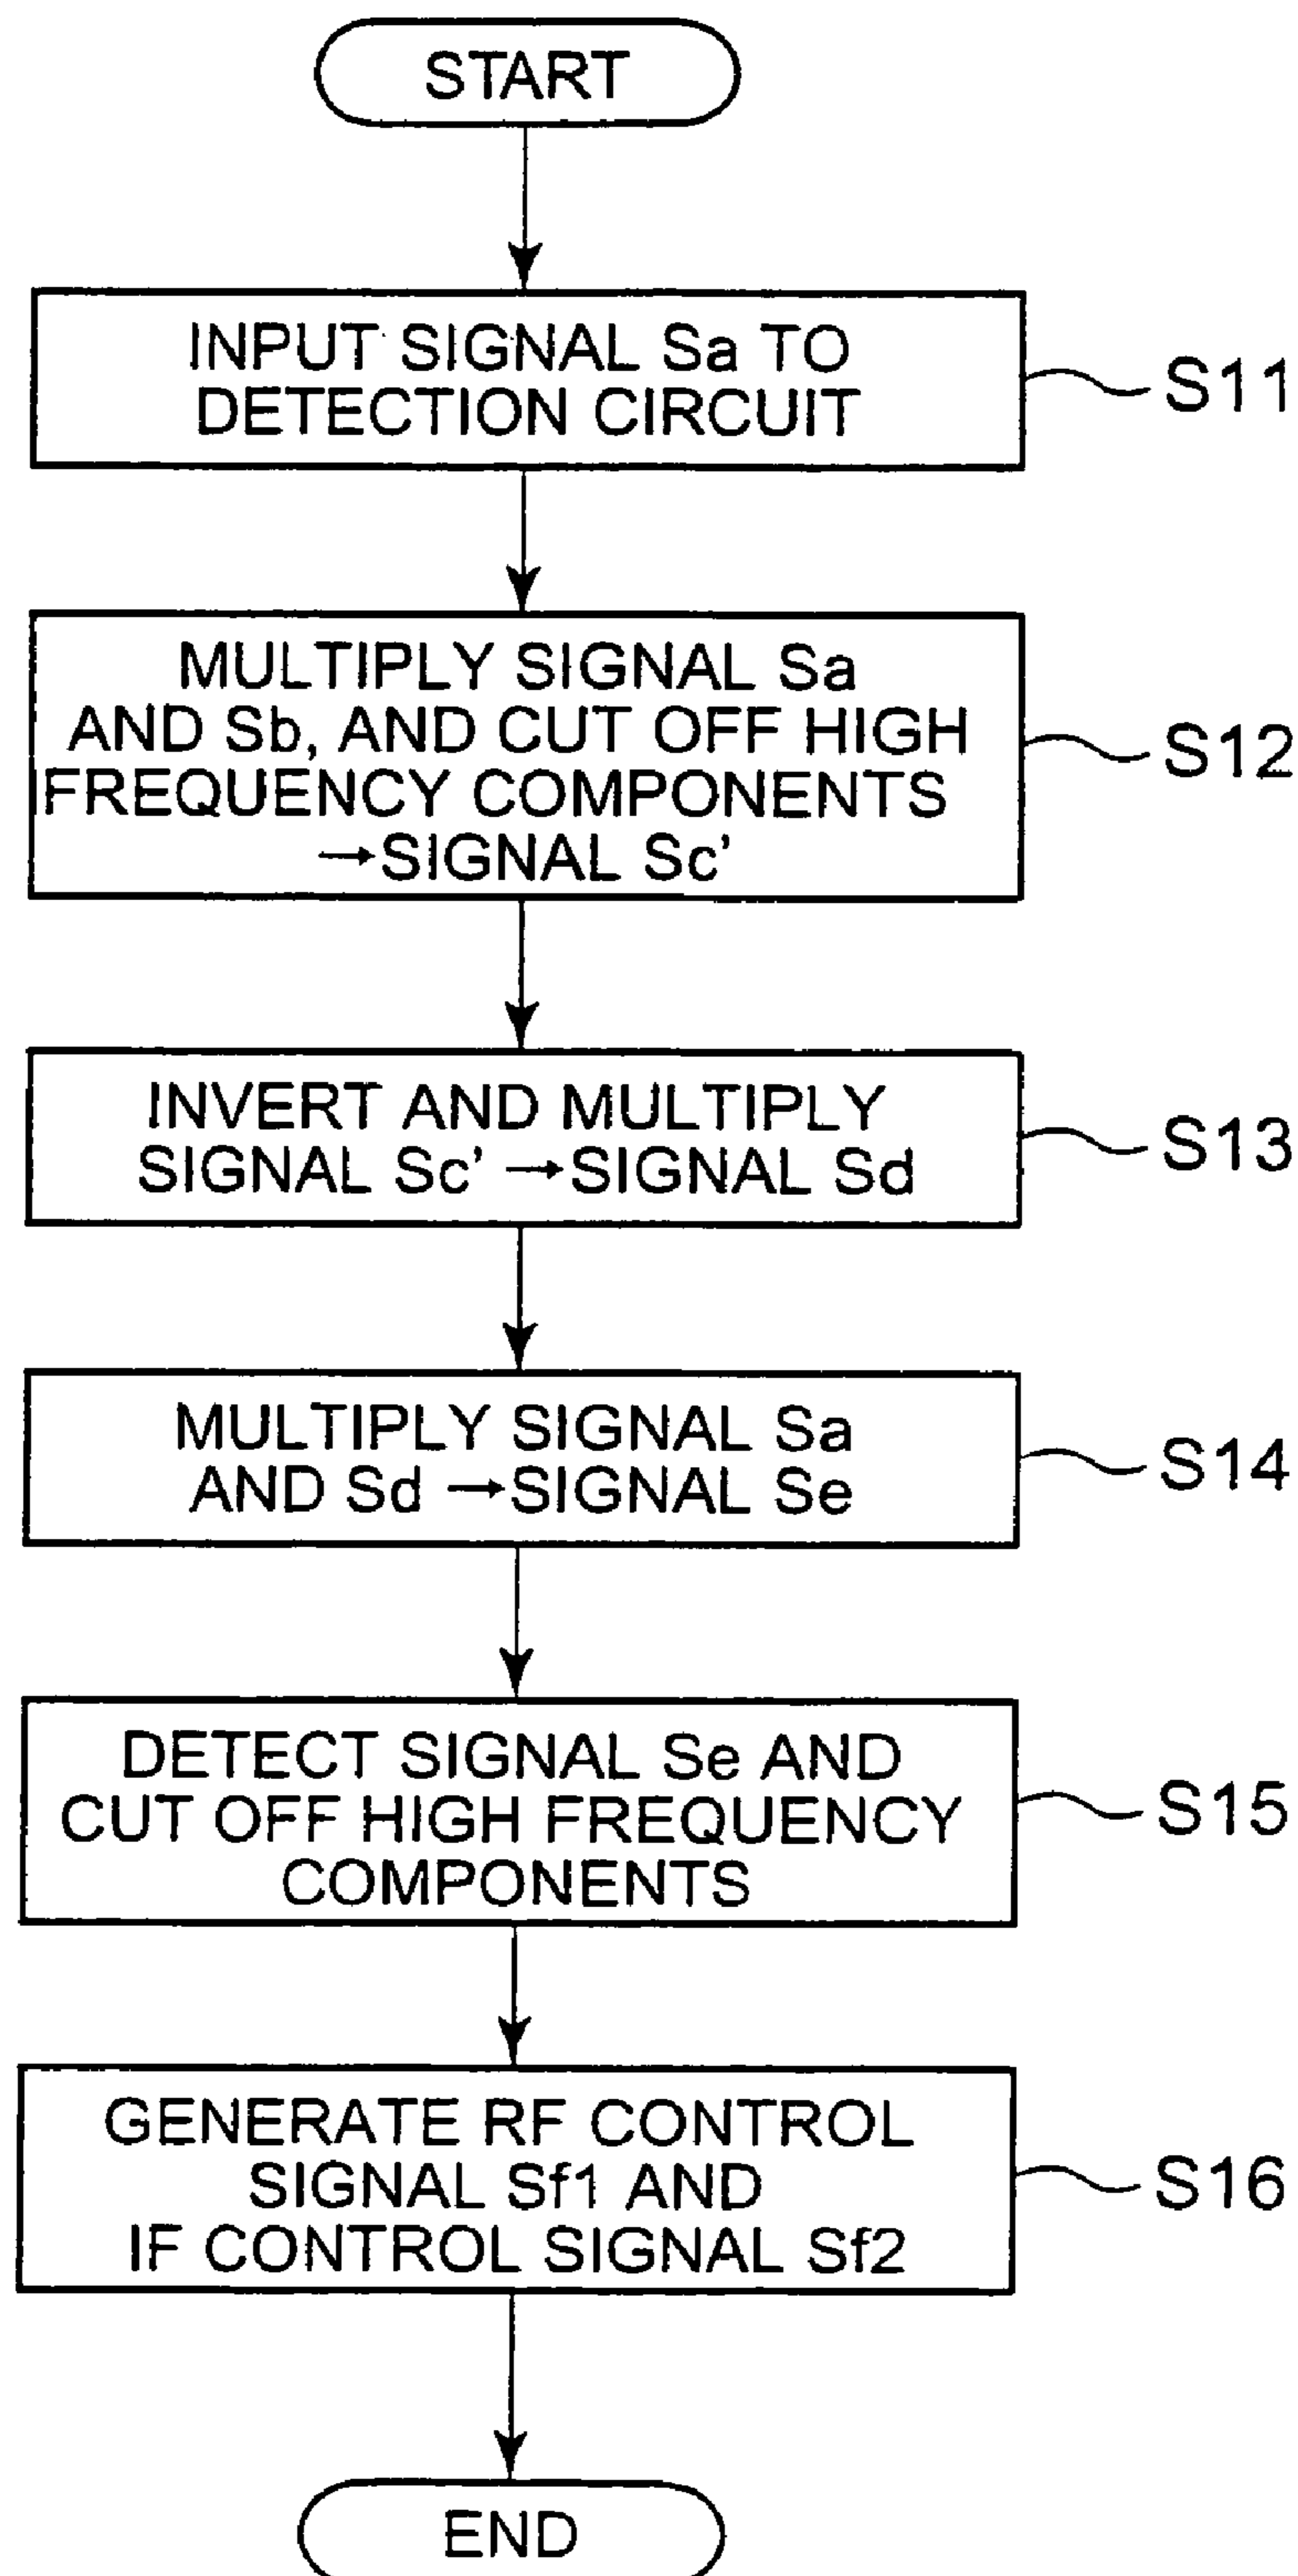 START
INPUT SIGNAL Sa TO
DETECTION CIRCUIT
S11
MULTIPLY SIGNAL Sa
AND Sb, AND CUT OFF HIGH
FREQUENCY COMPONENTS
→SIGNAL Sc’
S12
INVERT AND MULTIPLY
SIGNAL Sc’ →SIGNAL Sd
S13
MULTIPLY SIGNAL Sa
AND Sd →SIGNAL Se
S14
DETECT SIGNAL Se AND
CUT OFF HIGH FREQUENCY
COMPONENTS
S15
GENERATE RF CONTROL
SIGNAL Sf1 AND
IF CONTROL SIGNAL Sf2
S16
END